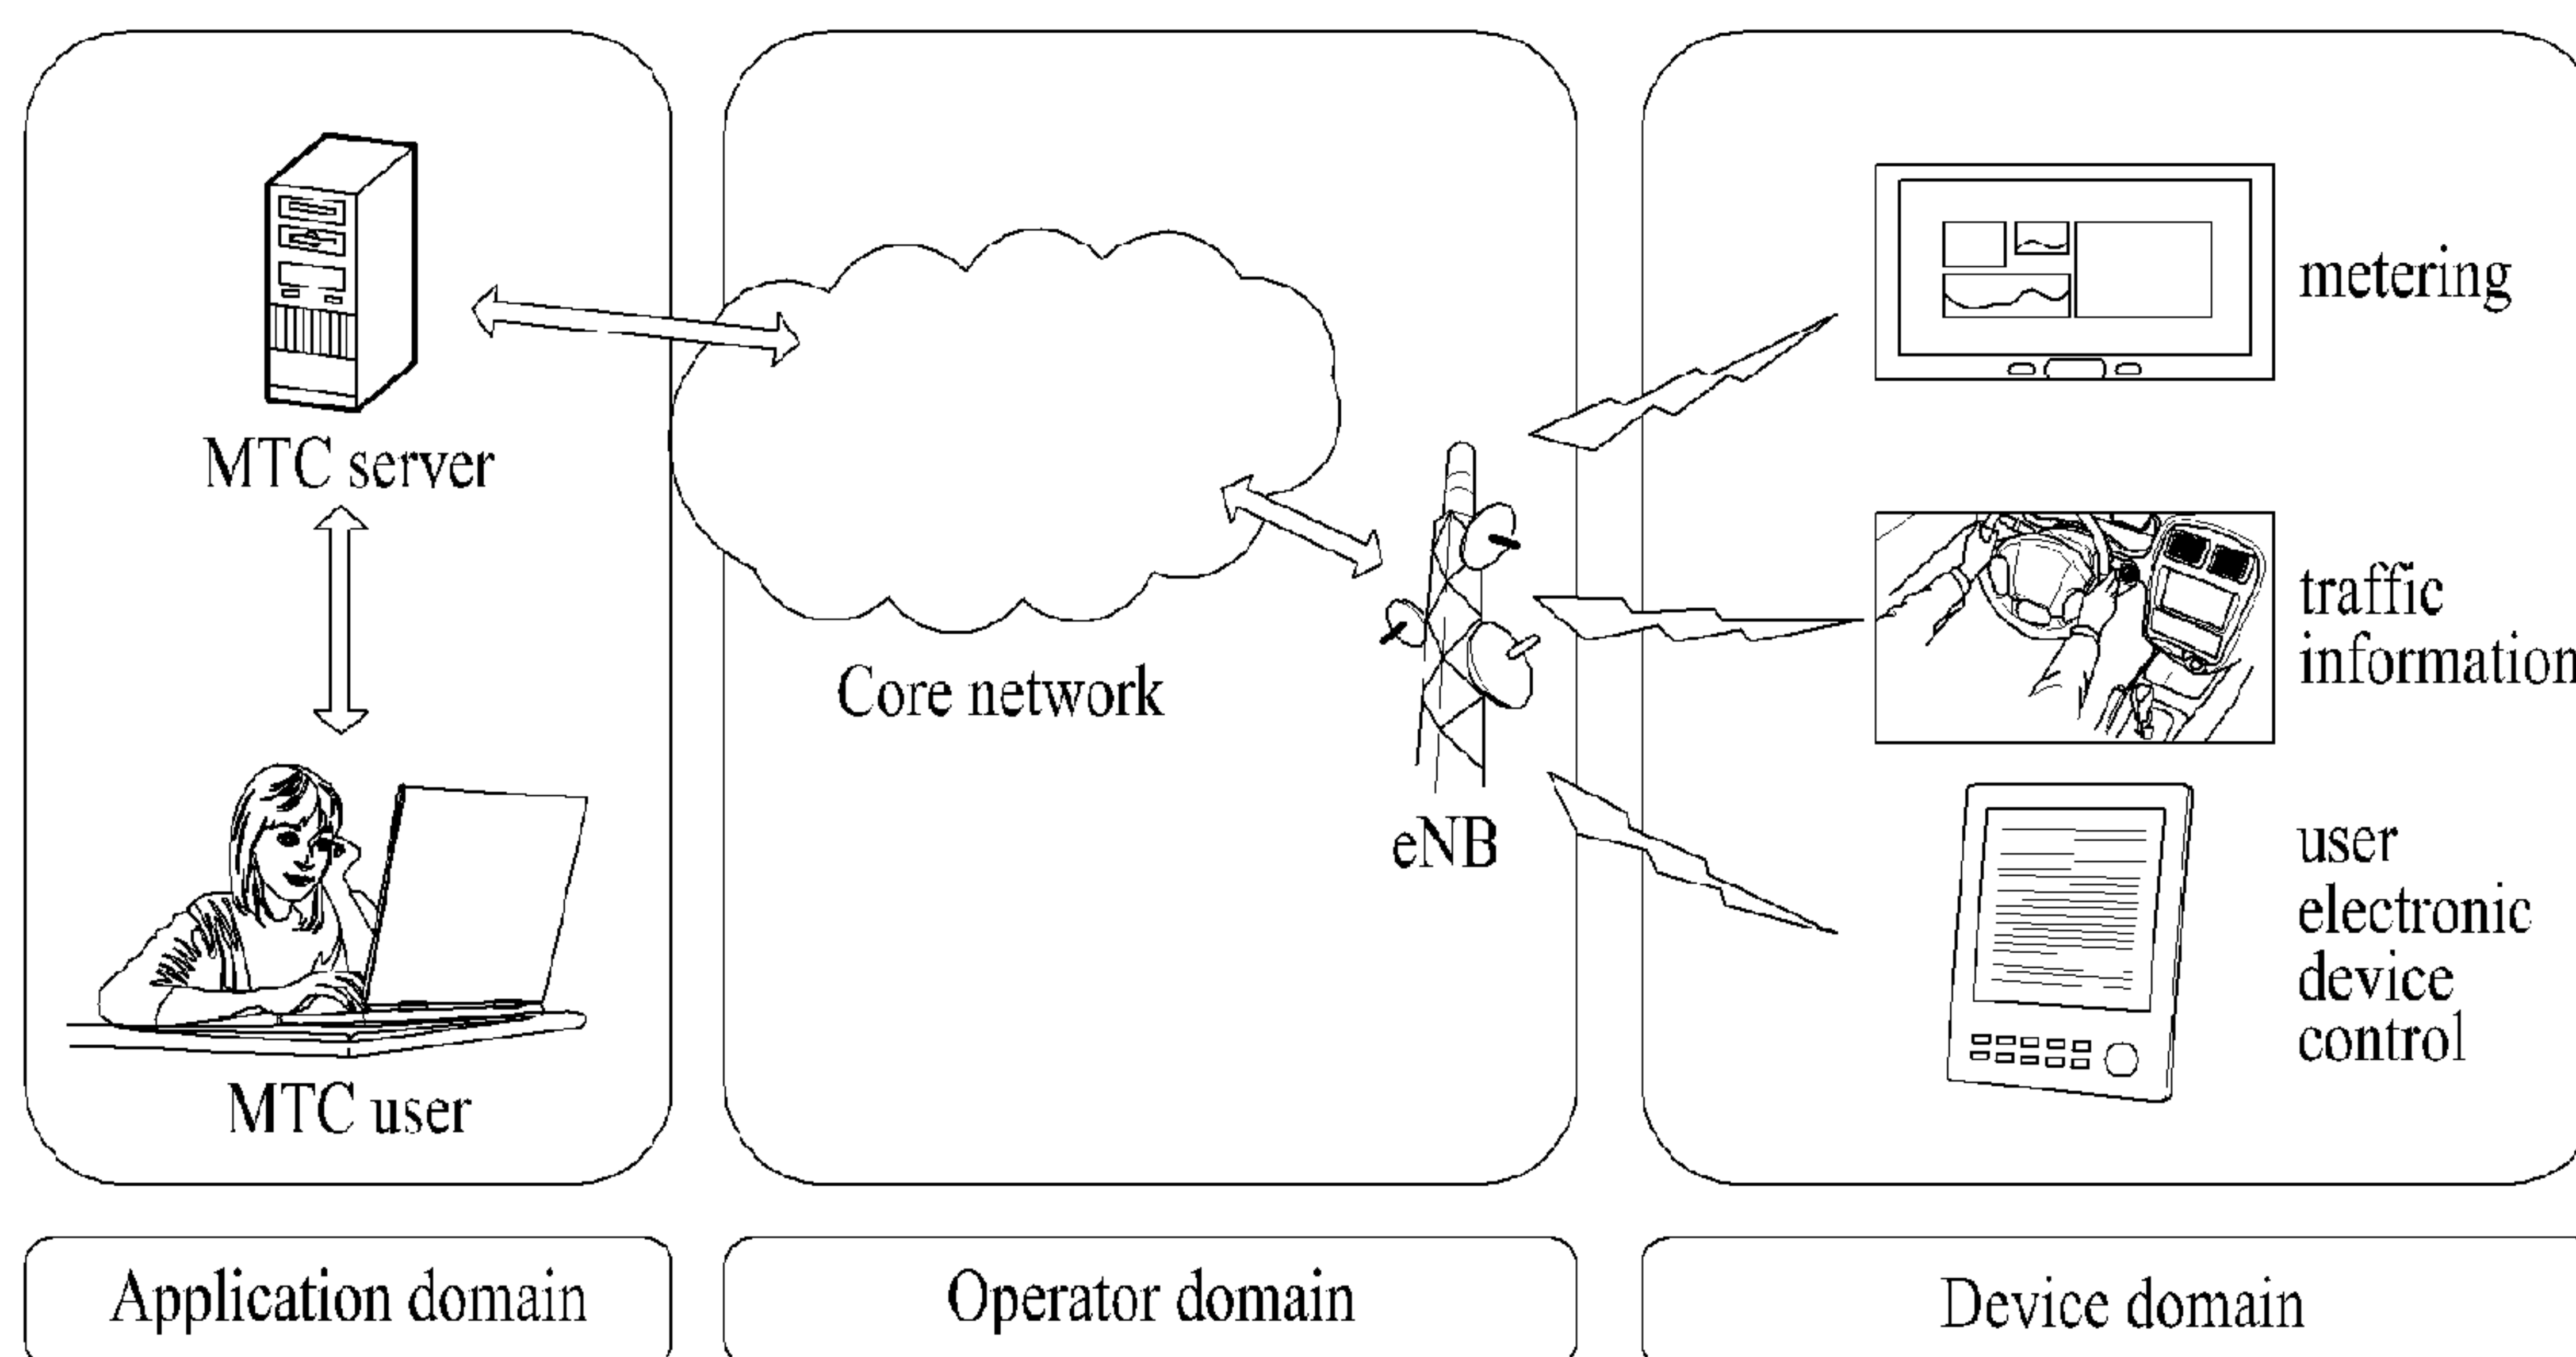 MTC server
MTC user
Core network
eNB
metering
traffic
information
user
electronic
device
control
Application domain
Operator domain
Device domain